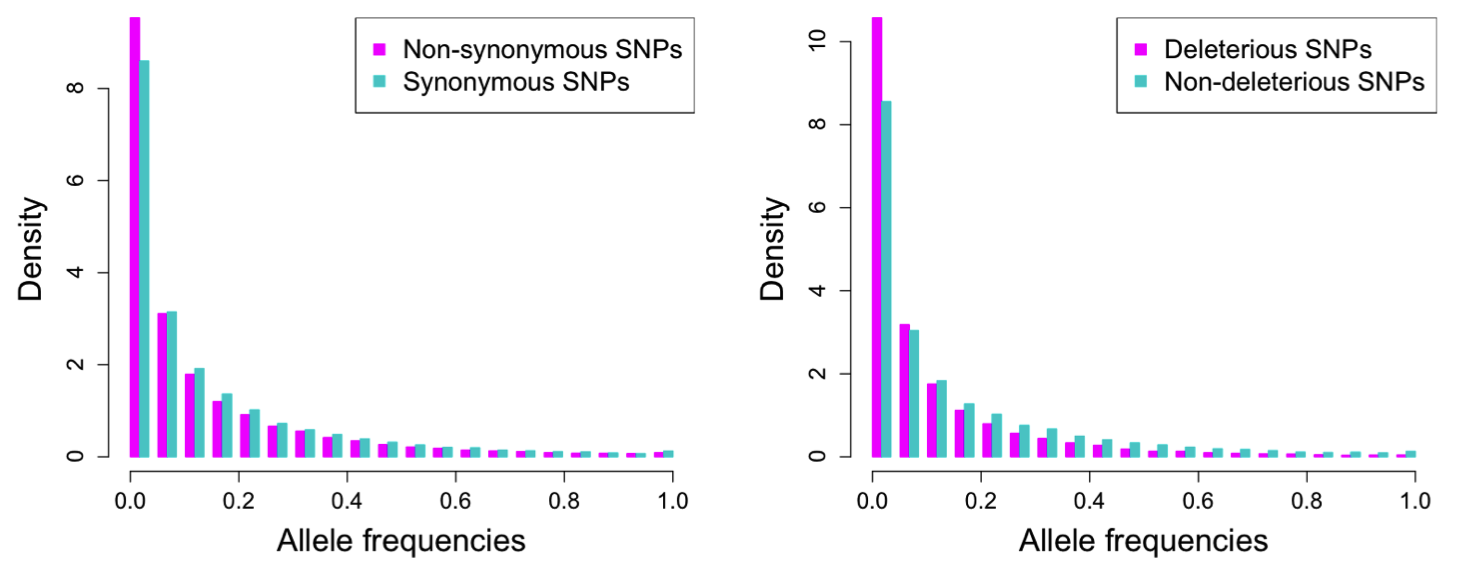 Non-synonymous SNPs
Synonymous SNPs
Density
8
6
4
2
0
0.0 0.2 0.4 0.6 0.8 1.0
Allele frequencies
Deleterious SNPs
Non-deleterious SNPs
Density
10
8
6
4
2
0
0.0 0.2 0.4 0.6 0.8 1.0
Allele frequencies